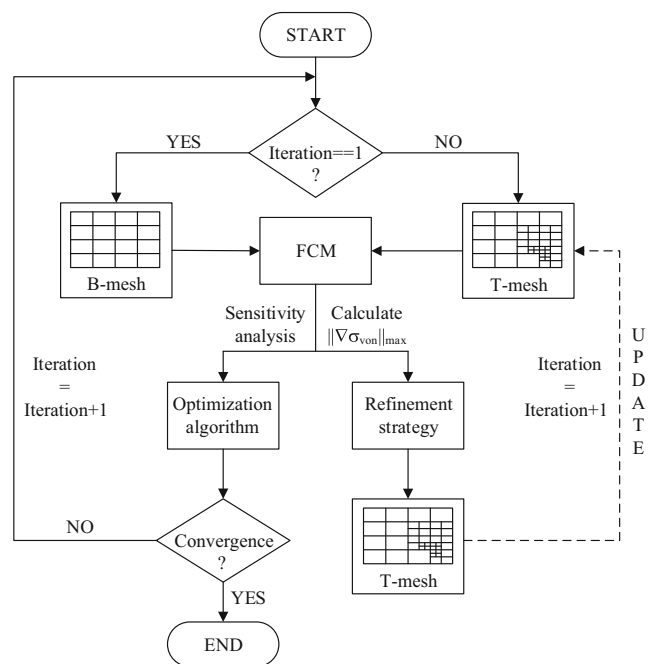 START
Iteration==1
?
YES
NO
B-mesh
FCM
T-mesh
Sensitivity
analysis
Calculate
||∇σvon||max
Iteration
=
Iteration+1
Optimization
algorithm
Refinement
strategy
Iteration
=
Iteration+1
UPDATE
Convergence
?
NO
YES
T-mesh
END